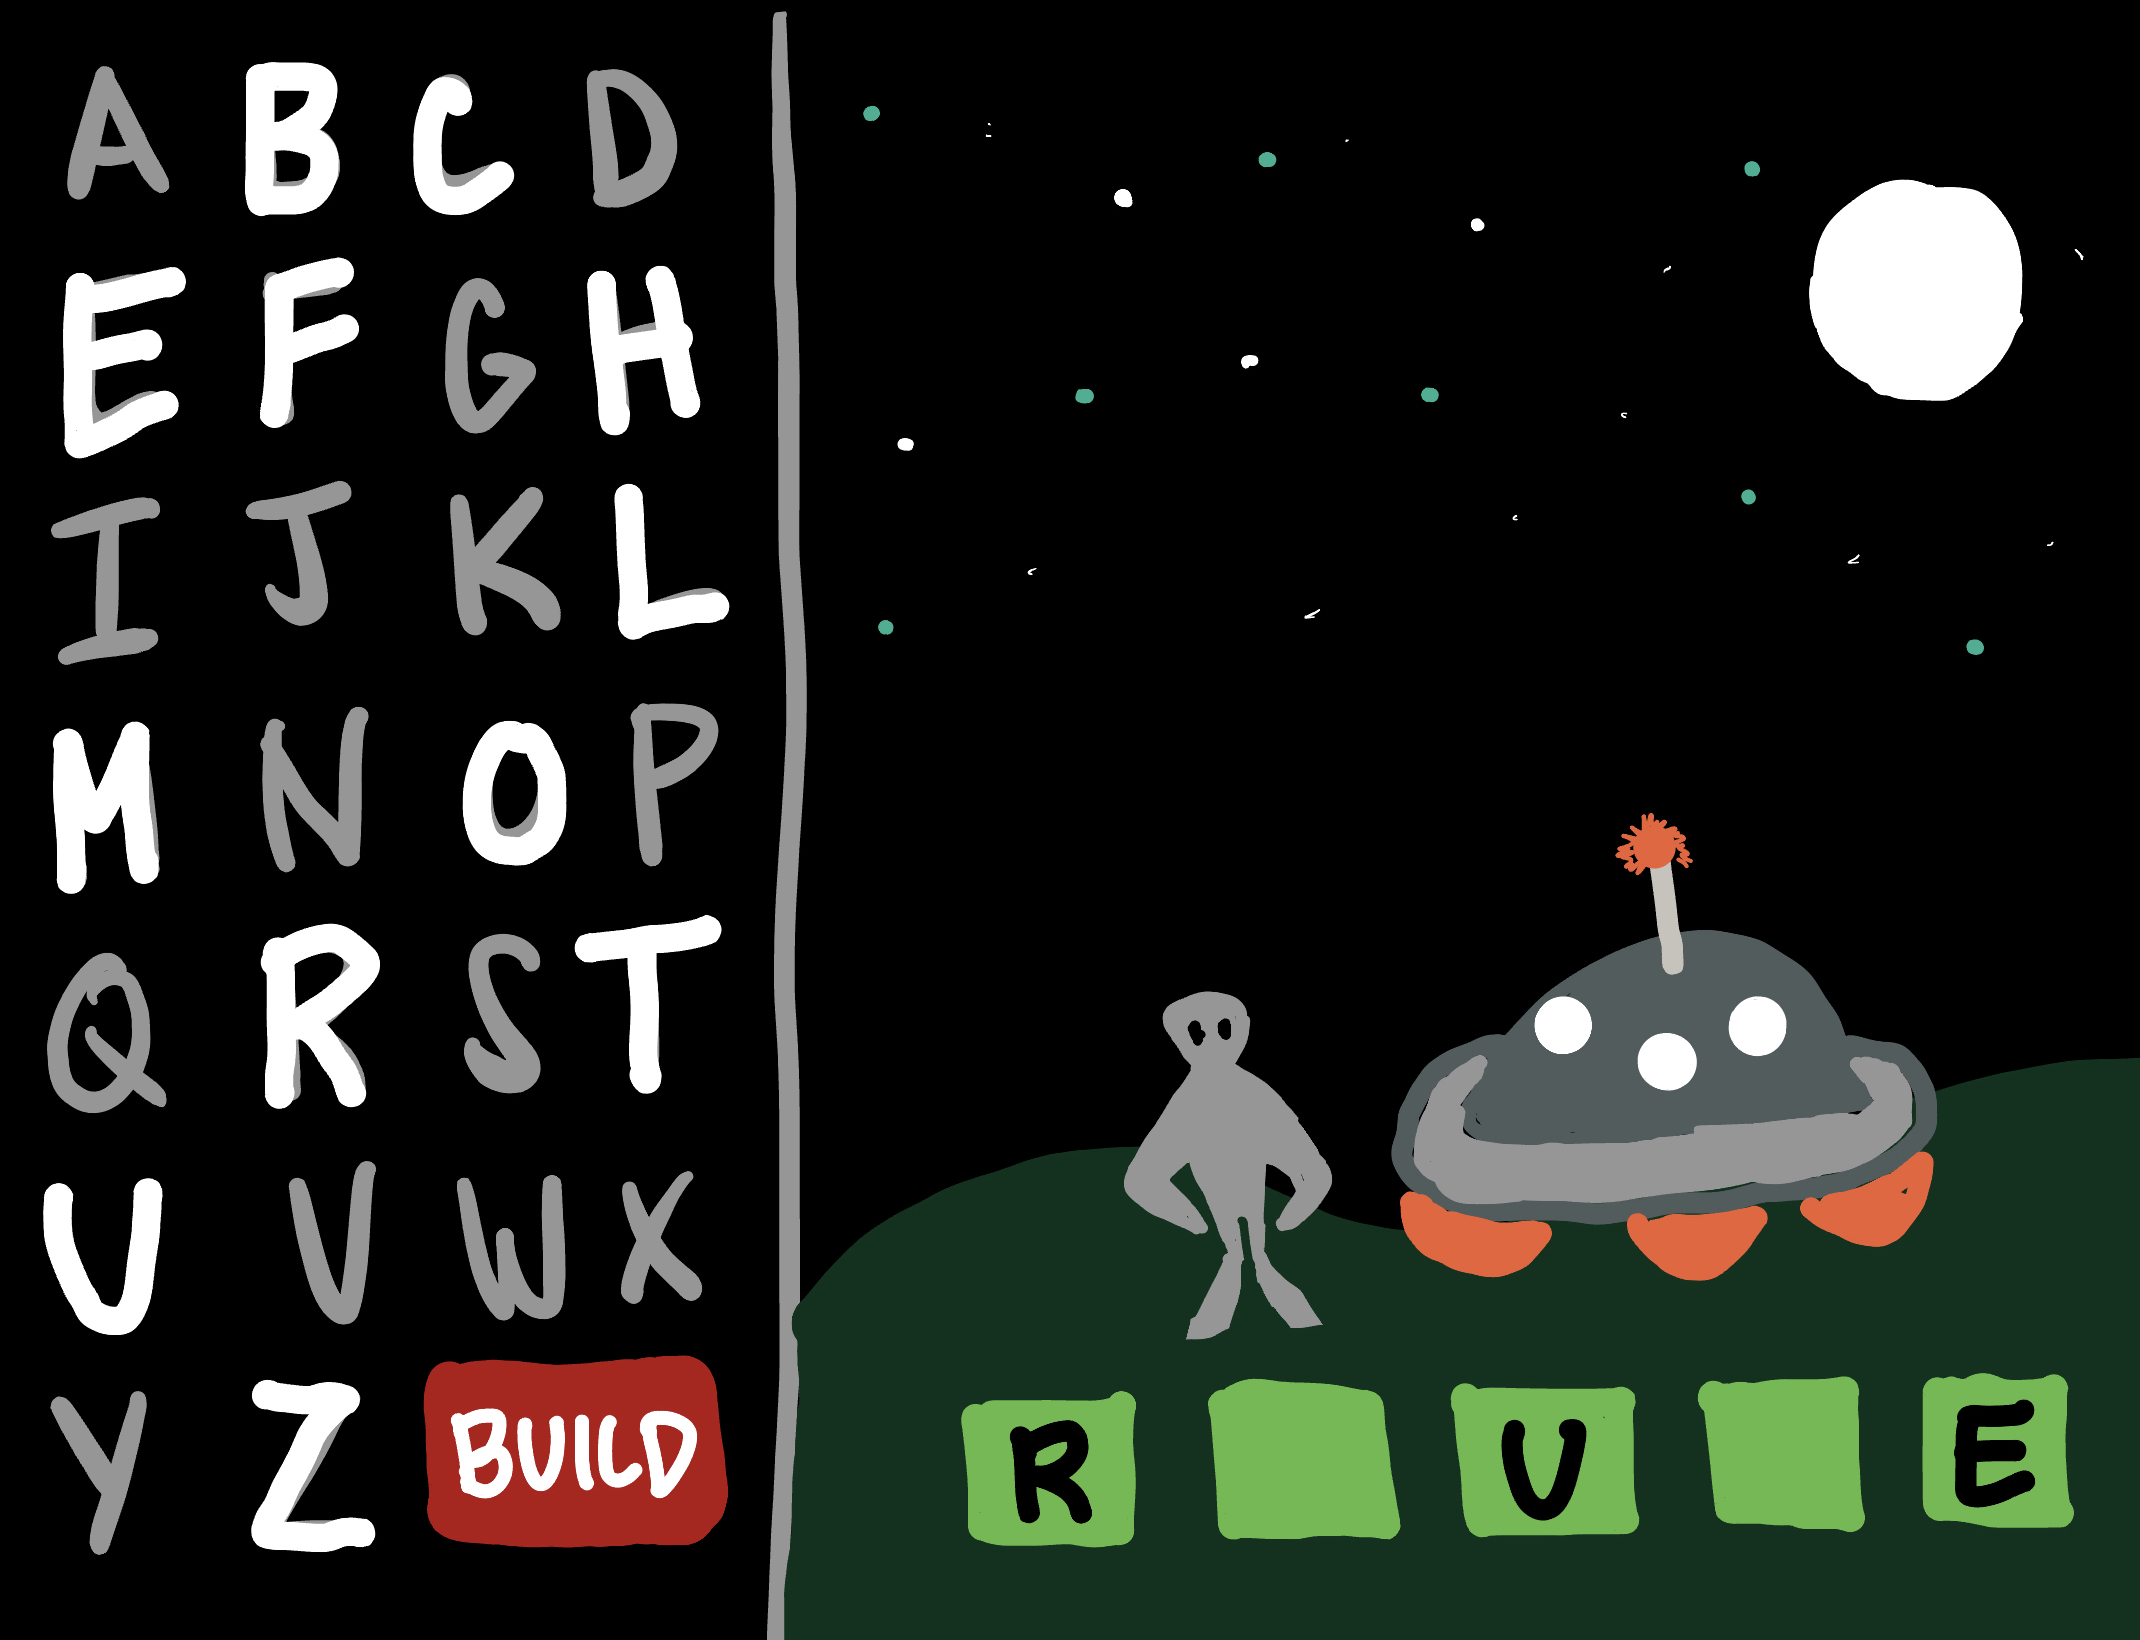 A B C D
E F G H
I J K L
M N O P
Q R S T
U V W X
Y Z BUILD
R U E